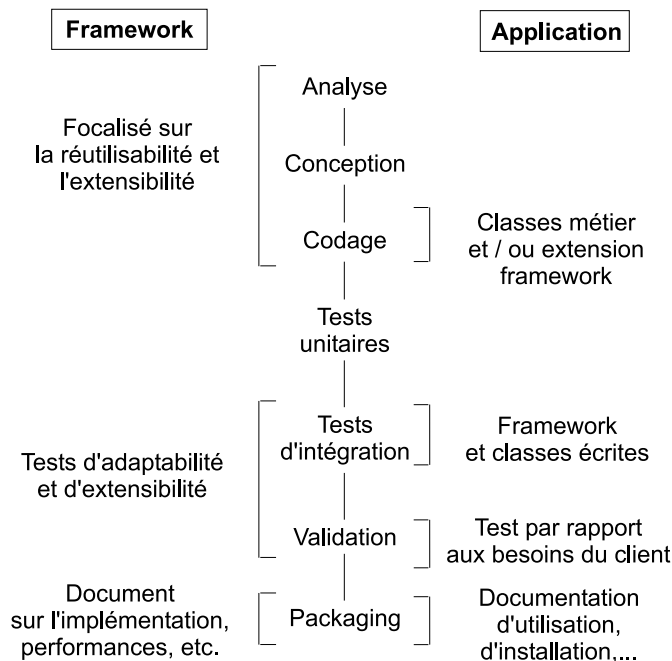 Framework
Application
Analyse
Focalisé sur
la réutilisabilité et
l'extensibilité
Conception
Codage
Classes métier
et / ou extension
framework
Tests
unitaires
Tests
d'intégration
Framework
et classes écrites
Tests d'adaptabilité
et d'extensibilité
Validation
Test par rapport
aux besoins du client
Document
sur l'implémentation,
performances, etc.
Packaging
Documentation
d'utilisation,
d'installation,...